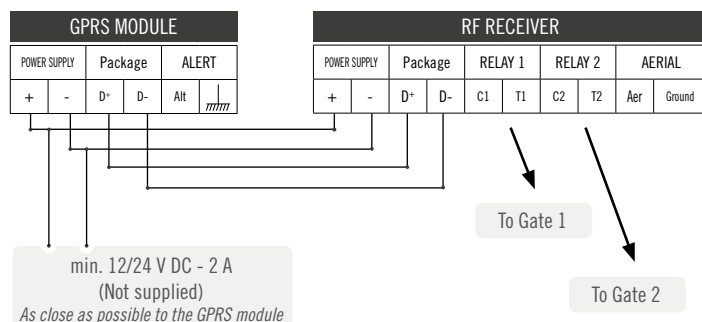 GPRS MODULE
POWER SUPPLY Package ALERT
+ - D+ D- Alt
RF RECEIVER
POWER SUPPLY Package RELAY 1 RELAY 2 AERIAL
+ - D+ D- C1 T1 C2 T2 Aer Ground
To Gate 1
To Gate 2
min. 12/24 V DC - 2 A
(Not supplied)
As close as possible to the GPRS module